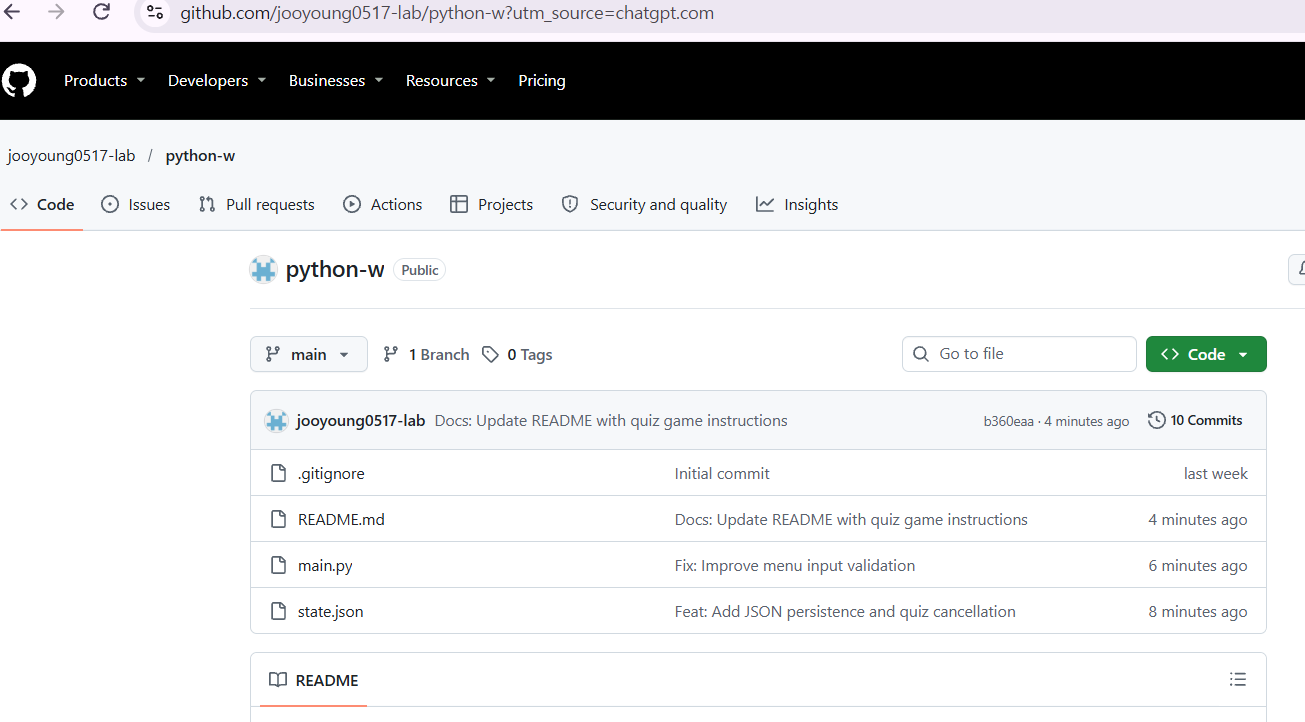 github.com/jooyoung0517-lab/python-w?utm_source=chatgpt.com
Products Developers Businesses Resources Pricing
jooyoung0517-lab / python-w
Code Issues Pull requests Actions Projects Security and quality Insights
python-w Public
main 1 Branch 0 Tags Go to file Code
jooyoung0517-lab Docs: Update README with quiz game instructions b360eaa · 4 minutes ago 10 Commits
.gitignore Initial commit last week
README.md Docs: Update README with quiz game instructions 4 minutes ago
main.py Fix: Improve menu input validation 6 minutes ago
state.json Feat: Add JSON persistence and quiz cancellation 8 minutes ago
README